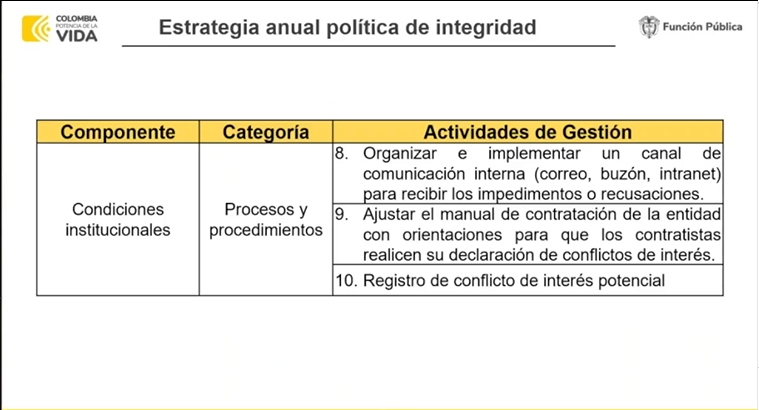 COLOMBIA
POTENCIA DE LA
VIDA
Estrategia anual política de integridad
Función Pública
Componente
Categoría
Actividades de Gestión
Condiciones
institucionales
Procesos y
procedimientos
8. Organizar e implementar un canal de
comunicación interna (correo, buzón, intranet)
para recibir los impedimentos o recusaciones.
9. Ajustar el manual de contratación de la entidad
con orientaciones para que los contratistas
realicen su declaración de conflictos de interés.
10. Registro de conflicto de interés potencial